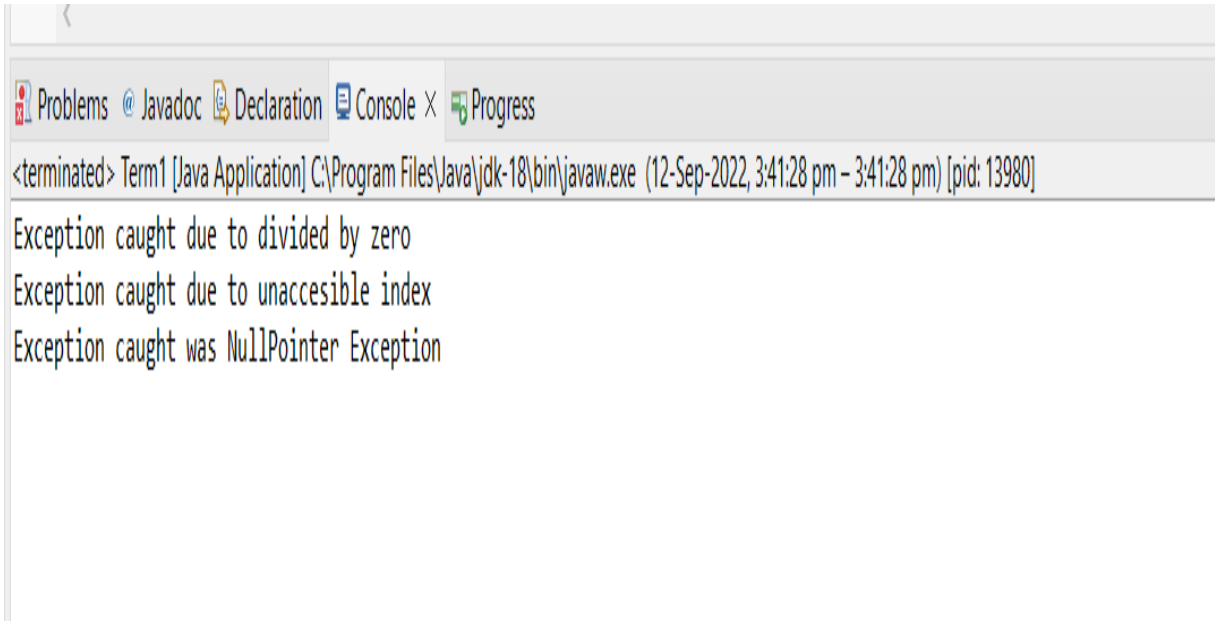 Problems @ Javadoc Declaration Console × Progress
<terminated> Term1 [Java Application] C:\Program Files\Java\jdk-18\bin\javaw.exe (12-Sep-2022, 3:41:28 pm – 3:41:28 pm) [pid: 13980]
Exception caught due to divided by zero
Exception caught due to unaccesible index
Exception caught was NullPointer Exception